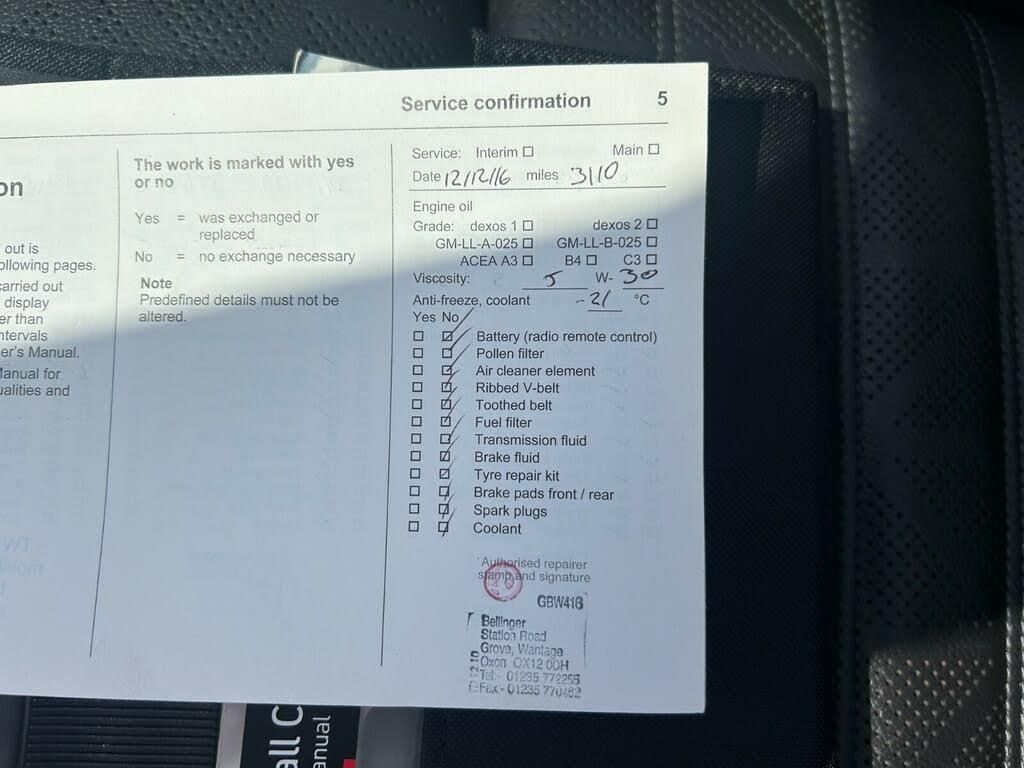 Service confirmation 5
on
out is
ollowing pages.
carried out
display
er than
ntervals
er's Manual.
Manual for
ualities and
The work is marked with yes
or no
Yes = was exchanged or
replaced
No = no exchange necessary
Note
Predefined details must not be
altered.
Service: Interim ☐ Main ☐
Date 12/12/16 miles 3110
Engine oil
Grade: dexos 1 ☐ dexos 2 ☐
GM-LL-A-025 ☐ GM-LL-B-025 ☐
ACEA A3 ☐ B4 ☐ C3 ☐
Viscosity: 5 W- 30
Anti-freeze, coolant -21 °C
Yes No
Battery (radio remote control)
Pollen filter
Air cleaner element
Ribbed V-belt
Toothed belt
Fuel filter
Transmission fluid
Brake fluid
Tyre repair kit
Brake pads front / rear
Spark plugs
Coolant
Authorised repairer
stamp and signature
GBW416
Bellinger
Station Road
Grove, Wantage
Oxon OX12 0DH
Tel:- 01235 772255
Fax:- 01235 770482
all C
anual